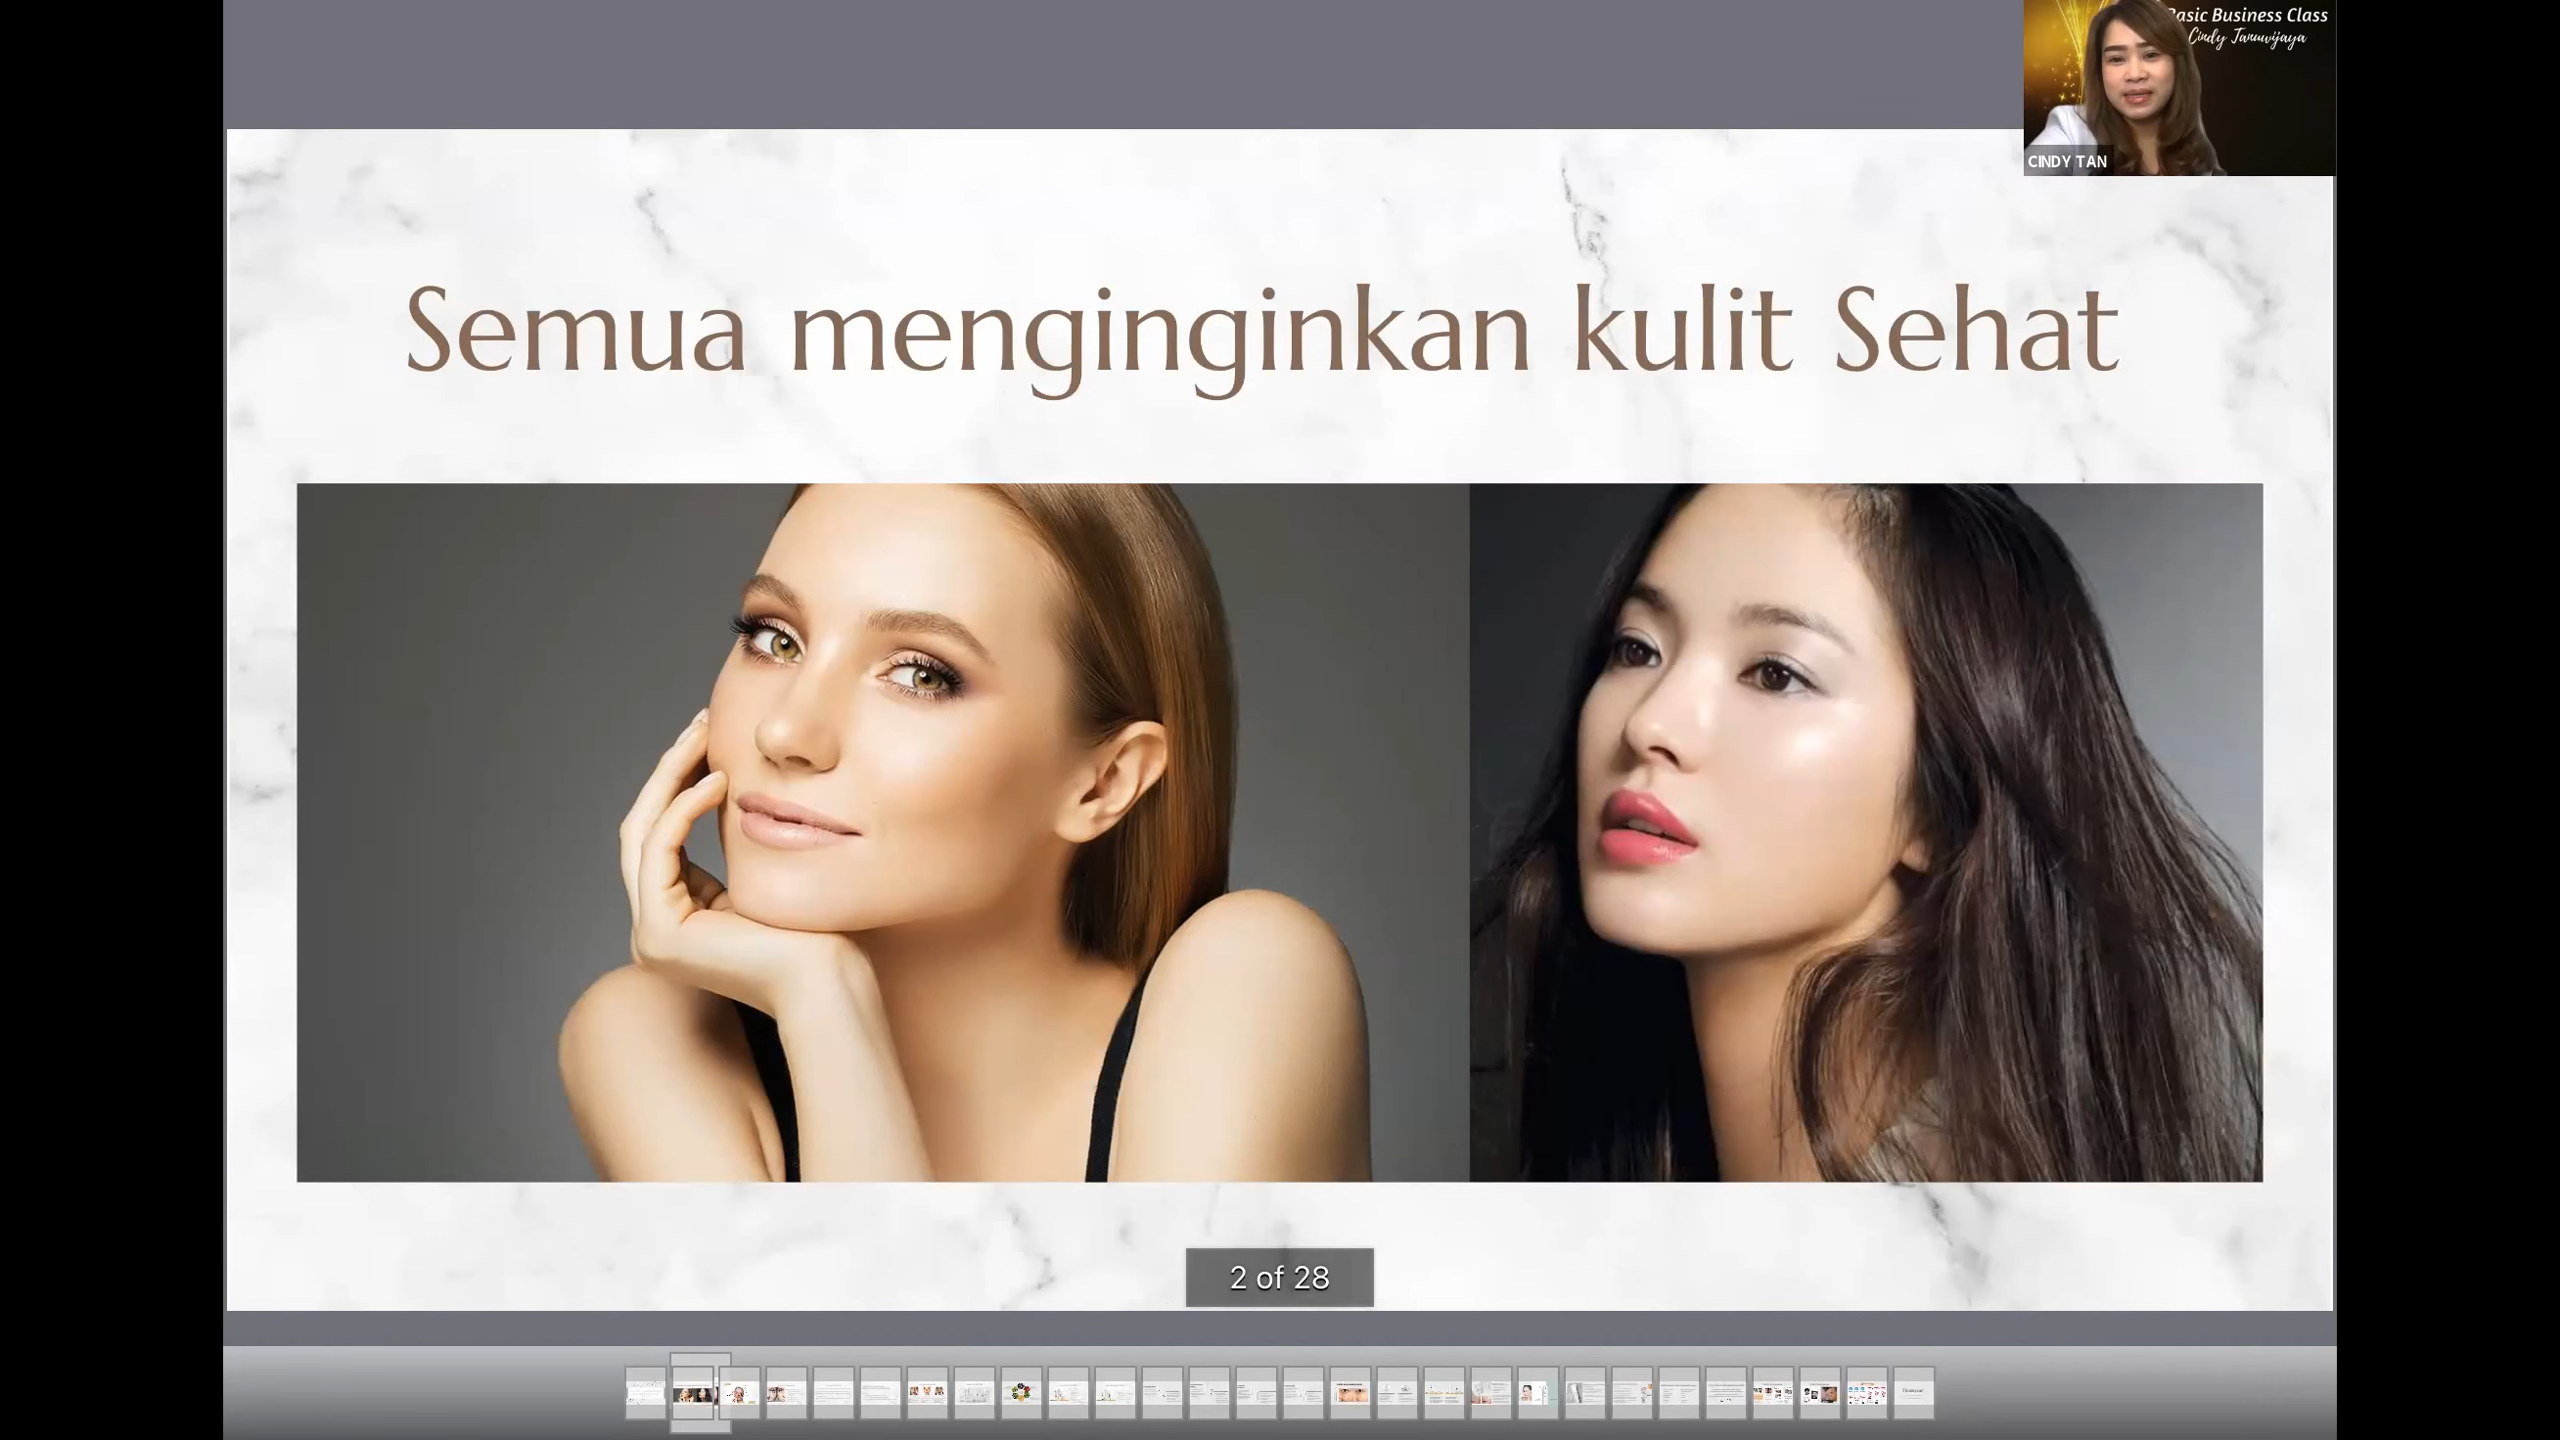 Basic Business Class
Cindy Tanuwijaya
CINDY TAN
Semua menginginkan kulit Sehat
2 of 28